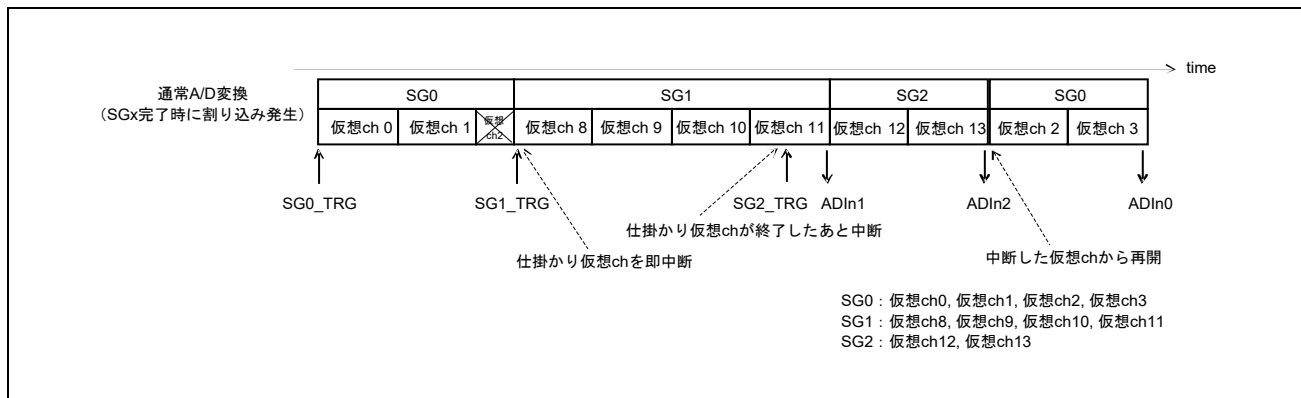 time
通常A/D変換
（SGx完了時に割り込み発生）
SG0 SG1 SG2 SG0
仮想ch 0 仮想ch 1 仮想ch2 仮想ch 8 仮想ch 9 仮想ch 10 仮想ch 11 仮想ch 12 仮想ch 13 仮想ch 2 仮想ch 3
SG0_TRG SG1_TRG SG2_TRG ADIn1 ADIn2 ADIn0
仕掛かり仮想chが終了したあと中断
仕掛かり仮想chを即中断 中断した仮想chから再開
SG0：仮想ch0, 仮想ch1, 仮想ch2, 仮想ch3
SG1：仮想ch8, 仮想ch9, 仮想ch10, 仮想ch11
SG2：仮想ch12, 仮想ch13